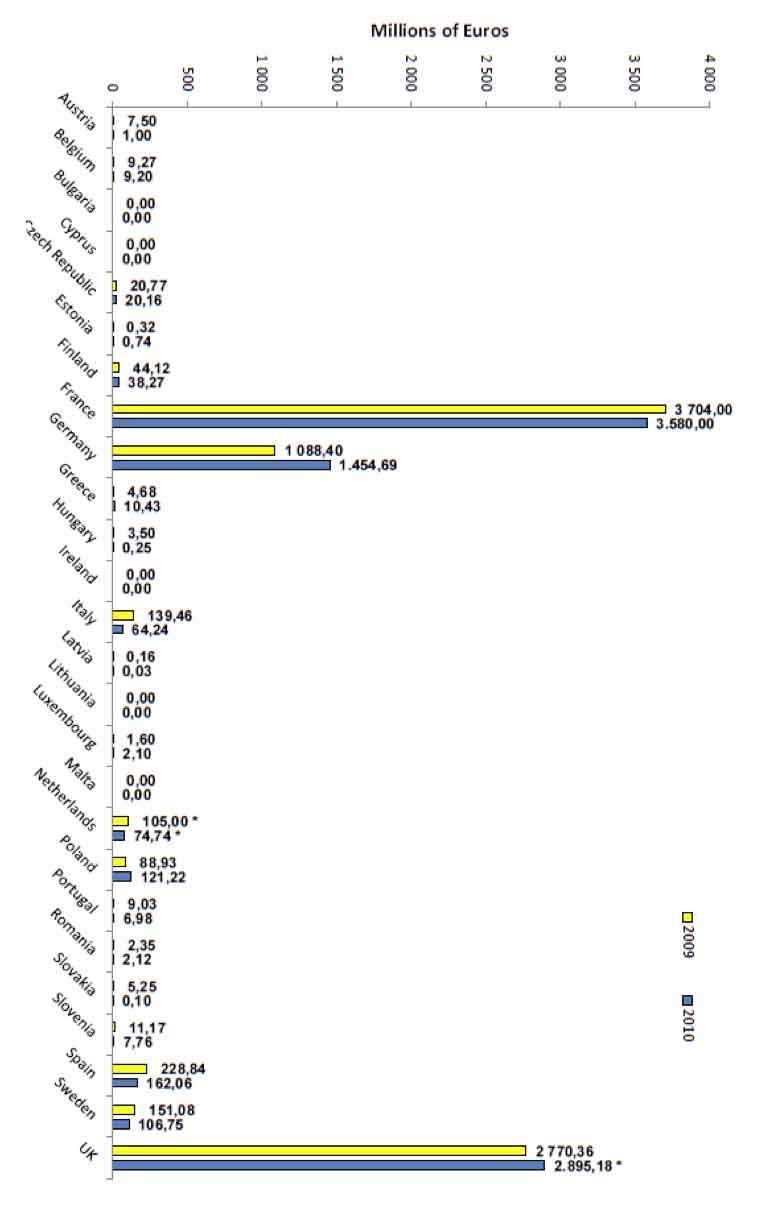 Millions of Euros
0
500
1 000
1 500
2 000
2 500
3 000
3 500
4 000
Austria
7,50
1,00
Belgium
9,27
9,20
Bulgaria
0,00
0,00
Cyprus
0,00
0,00
Czech Republic
20,77
20,16
Estonia
0,32
0,74
Finland
44,12
38,27
France
3 704,00
3.580,00
Germany
1 088,40
1.454,69
Greece
4,68
10,43
Hungary
3,50
0,25
Ireland
0,00
0,00
Italy
139,46
64,24
Latvia
0,16
0,03
Lithuania
0,00
0,00
Luxembourg
1,60
2,10
Malta
0,00
0,00
Netherlands
105,00 *
74,74 *
Poland
88,93
121,22
Portugal
9,03
6,98
Romania
2,35
2,12
Slovakia
5,25
0,10
Slovenia
11,17
7,76
Spain
228,84
162,06
Sweden
151,08
106,75
UK
2 770,36
2.895,18 *
2009
2010